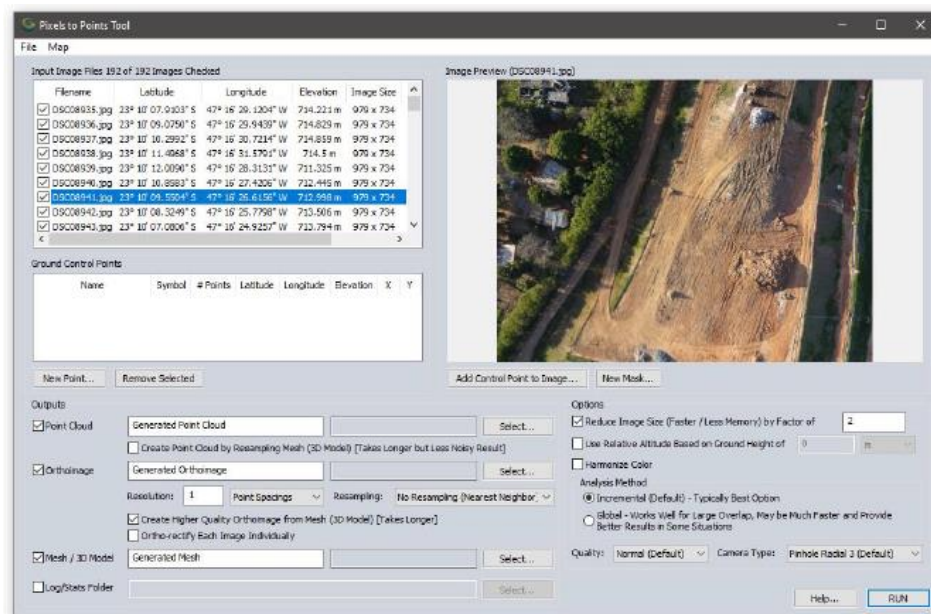 Pixels to Points Tool
File Map
Input Image Files 192 of 192 Images Checked
Filename Latitude Longitude Elevation Image Size
DSC08935.jpg 23° 10' 07.9103" S 47° 16' 29.1204" W 714.221 m 979 x 734
DSC08936.jpg 23° 10' 09.0750" S 47° 16' 29.9439" W 714.829 m 979 x 734
DSC08937.jpg 23° 10' 10.2992" S 47° 16' 30.7214" W 714.859 m 979 x 734
DSC08938.jpg 23° 10' 11.4968" S 47° 16' 31.5791" W 714.5 m 979 x 734
DSC08939.jpg 23° 10' 12.0090" S 47° 16' 28.3131" W 711.325 m 979 x 734
DSC08940.jpg 23° 10' 10.8583" S 47° 16' 27.4206" W 712.445 m 979 x 734
DSC08941.jpg 23° 10' 09.5504" S 47° 16' 26.6156" W 712.998 m 979 x 734
DSC08942.jpg 23° 10' 08.3249" S 47° 16' 25.7798" W 713.506 m 979 x 734
DSC08943.jpg 23° 10' 07.0806" S 47° 16' 24.9257" W 713.794 m 979 x 734
Image Preview (DSC08941.jpg)
Ground Control Points
Name Symbol # Points Latitude Longitude Elevation X Y
New Point... Remove Selected
Add Control Point to Image... New Mask...
Outputs
Point Cloud Generated Point Cloud Select...
Create Point Cloud by Resampling Mesh (3D Model) [Takes Longer but Less Noisy Result]
Orthoimage Generated Orthoimage Select...
Resolution: 1 Point Spacings Resampling: No Resampling (Nearest Neighbor)
Create Higher Quality Orthoimage from Mesh (3D Model) [Takes Longer]
Ortho-rectify Each Image Individually
Mesh / 3D Model Generated Mesh Select...
Log/Stats Folder Select...
Options
Reduce Image Size (Faster / Less Memory) by Factor of 2
Use Relative Altitude Based on Ground Height of 0 m
Harmonize Color
Analysis Method
Incremental (Default) - Typically Best Option
Global - Works Well for Large Overlap, May be Much Faster and Provide
Better Results in Some Situations
Quality: Normal (Default) Camera Type: Pinhole Radial 3 (Default)
Help... RUN